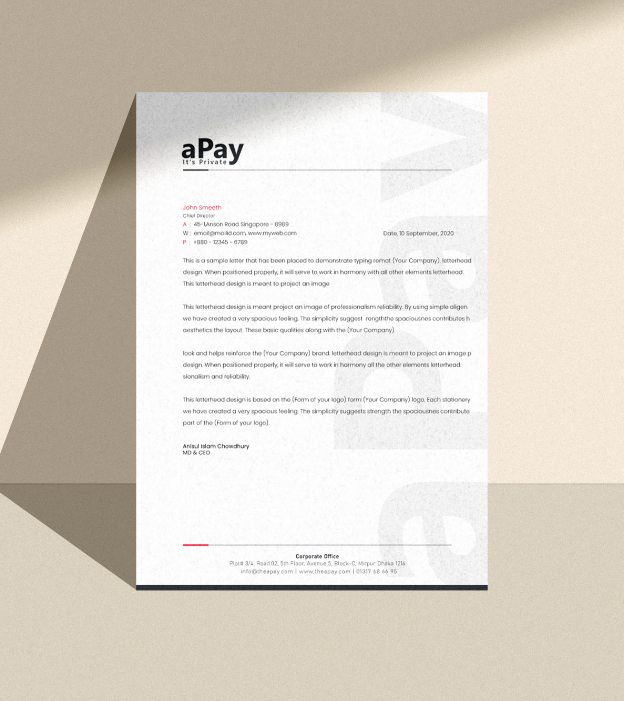 aPay
It's Private
John Smeeth
Chief Director
A : 45-1,Anson Road Singapore - 8989
W : email@mailid.com, www.myweb.com
Date, 10 September, 2020
P : +880 - 12345 - 6789
This is a sample letter that has been placed to demonstrate typing remat (Your Company). letterhead
design. When positioned properly, it will serve to work in harmony with all other elements letterhead.
This letterhead design is meant to project an image
This letterhead design is meant project an image of professionalism reliability. By using simple aligen-
we have created a very spacious feeling. The simplicity suggest rengththe spaciousnes contributes h
aesthetics the layout. These basic qualities along with the (Your Company)
look and helps reinforce the (Your Company) brand. letterhead design is meant to project an image p
design. When positioned properly, it will serve to work in harmony all the other elements letterhead.
sionalism and reliability.
This letterhead design is based on the (Form of your logo) form (Your Company) logo. Each stationery
we have created a very spacious feeling. The simplicity suggests strength the spaciousnes contribute
part of the (Form of your logo).
Anisul Islam Chowdhury
MD & CEO
aPay
Corporate Office
Plot# 3/4, Road:02, 5m Floor, Avenue 5, Block-C, Mirpur Dhaka 1216
info@theapay.com | www.theapay.com | 01317 68 66 95